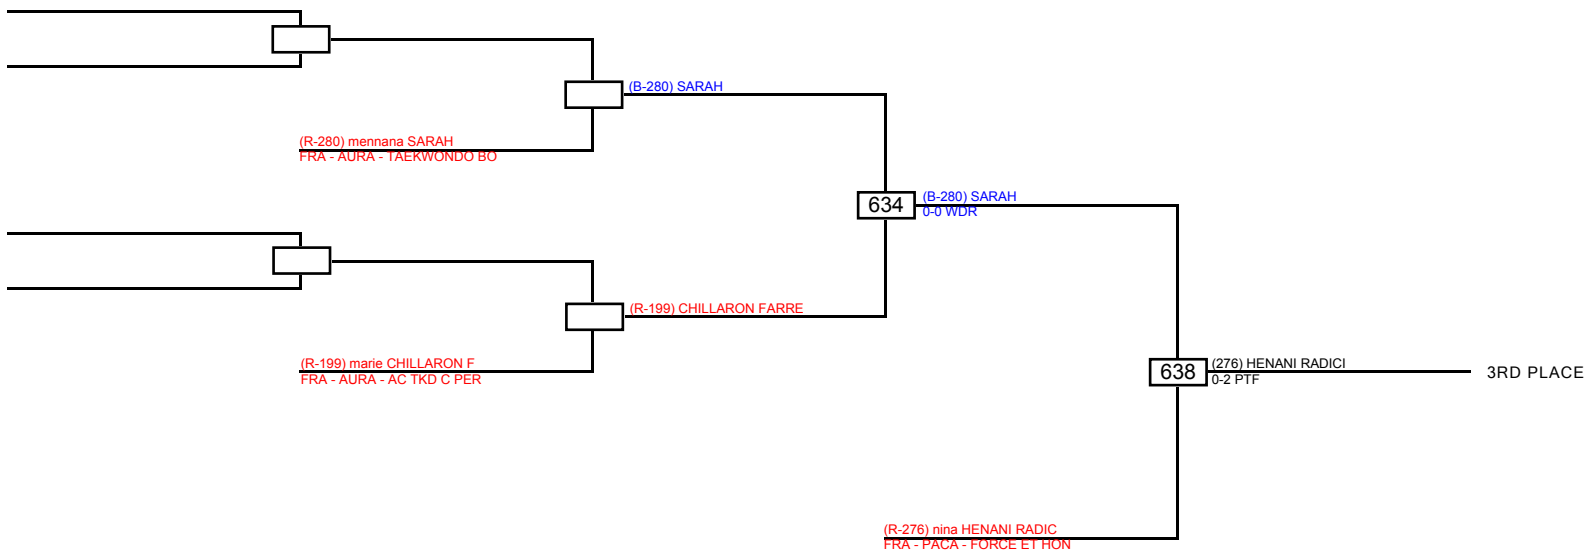 (B-280) SARAH
(R-280) mennana SARAH
FRA - AURA - TAEKWONDO BO
634
(B-280) SARAH
0-0 WDR
(R-199) CHILLARON FARRE
(R-199) marie CHILLARON F
FRA - AURA - AC TKD C PER
638
(276) HENANI RADICI
0-2 PTF
3RD PLACE
(R-276) nina HENANI RADIC
FRA - PACA - FORCE ET HON